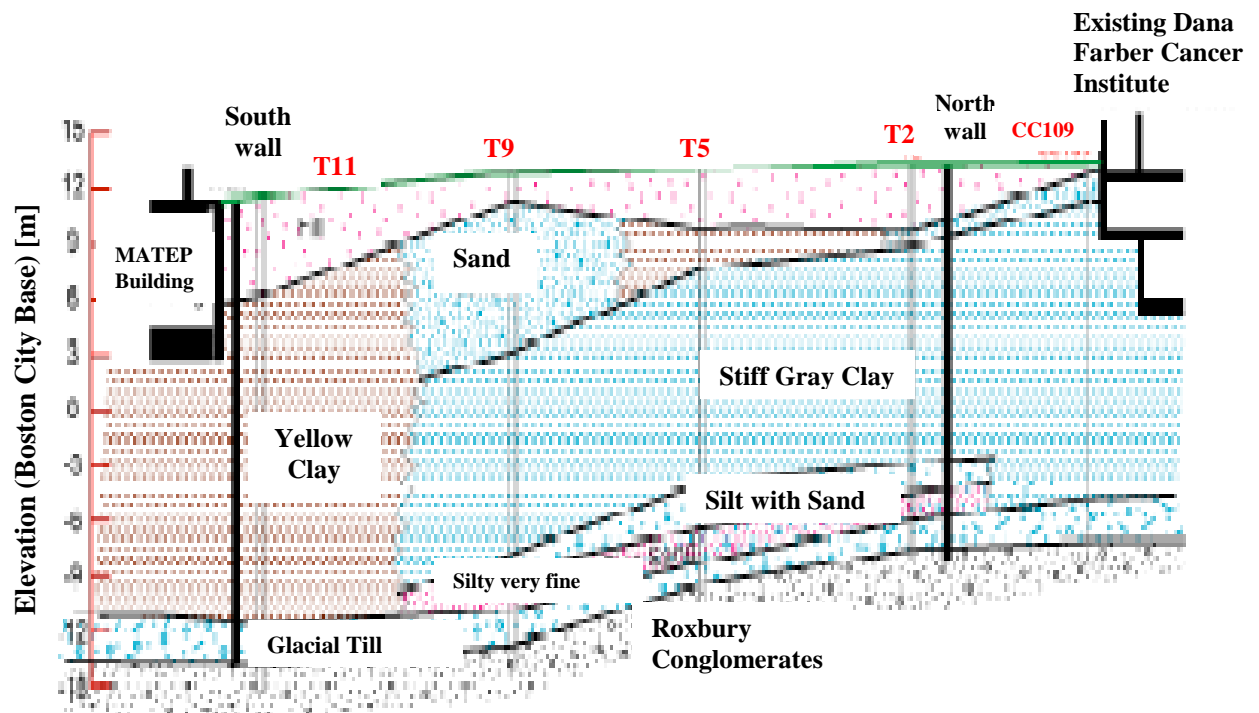 Existing Dana
Farber Cancer
Institute
South
wall
North
wall
CC109
T11
T9
T5
T2
15
12
9
6
3
0
-3
-6
-9
-12
Elevation (Boston City Base) [m]
MATEP
Building
Sand
Stiff Gray Clay
Yellow
Clay
Silt with Sand
Silty very fine
Glacial Till
Roxbury
Conglomerates